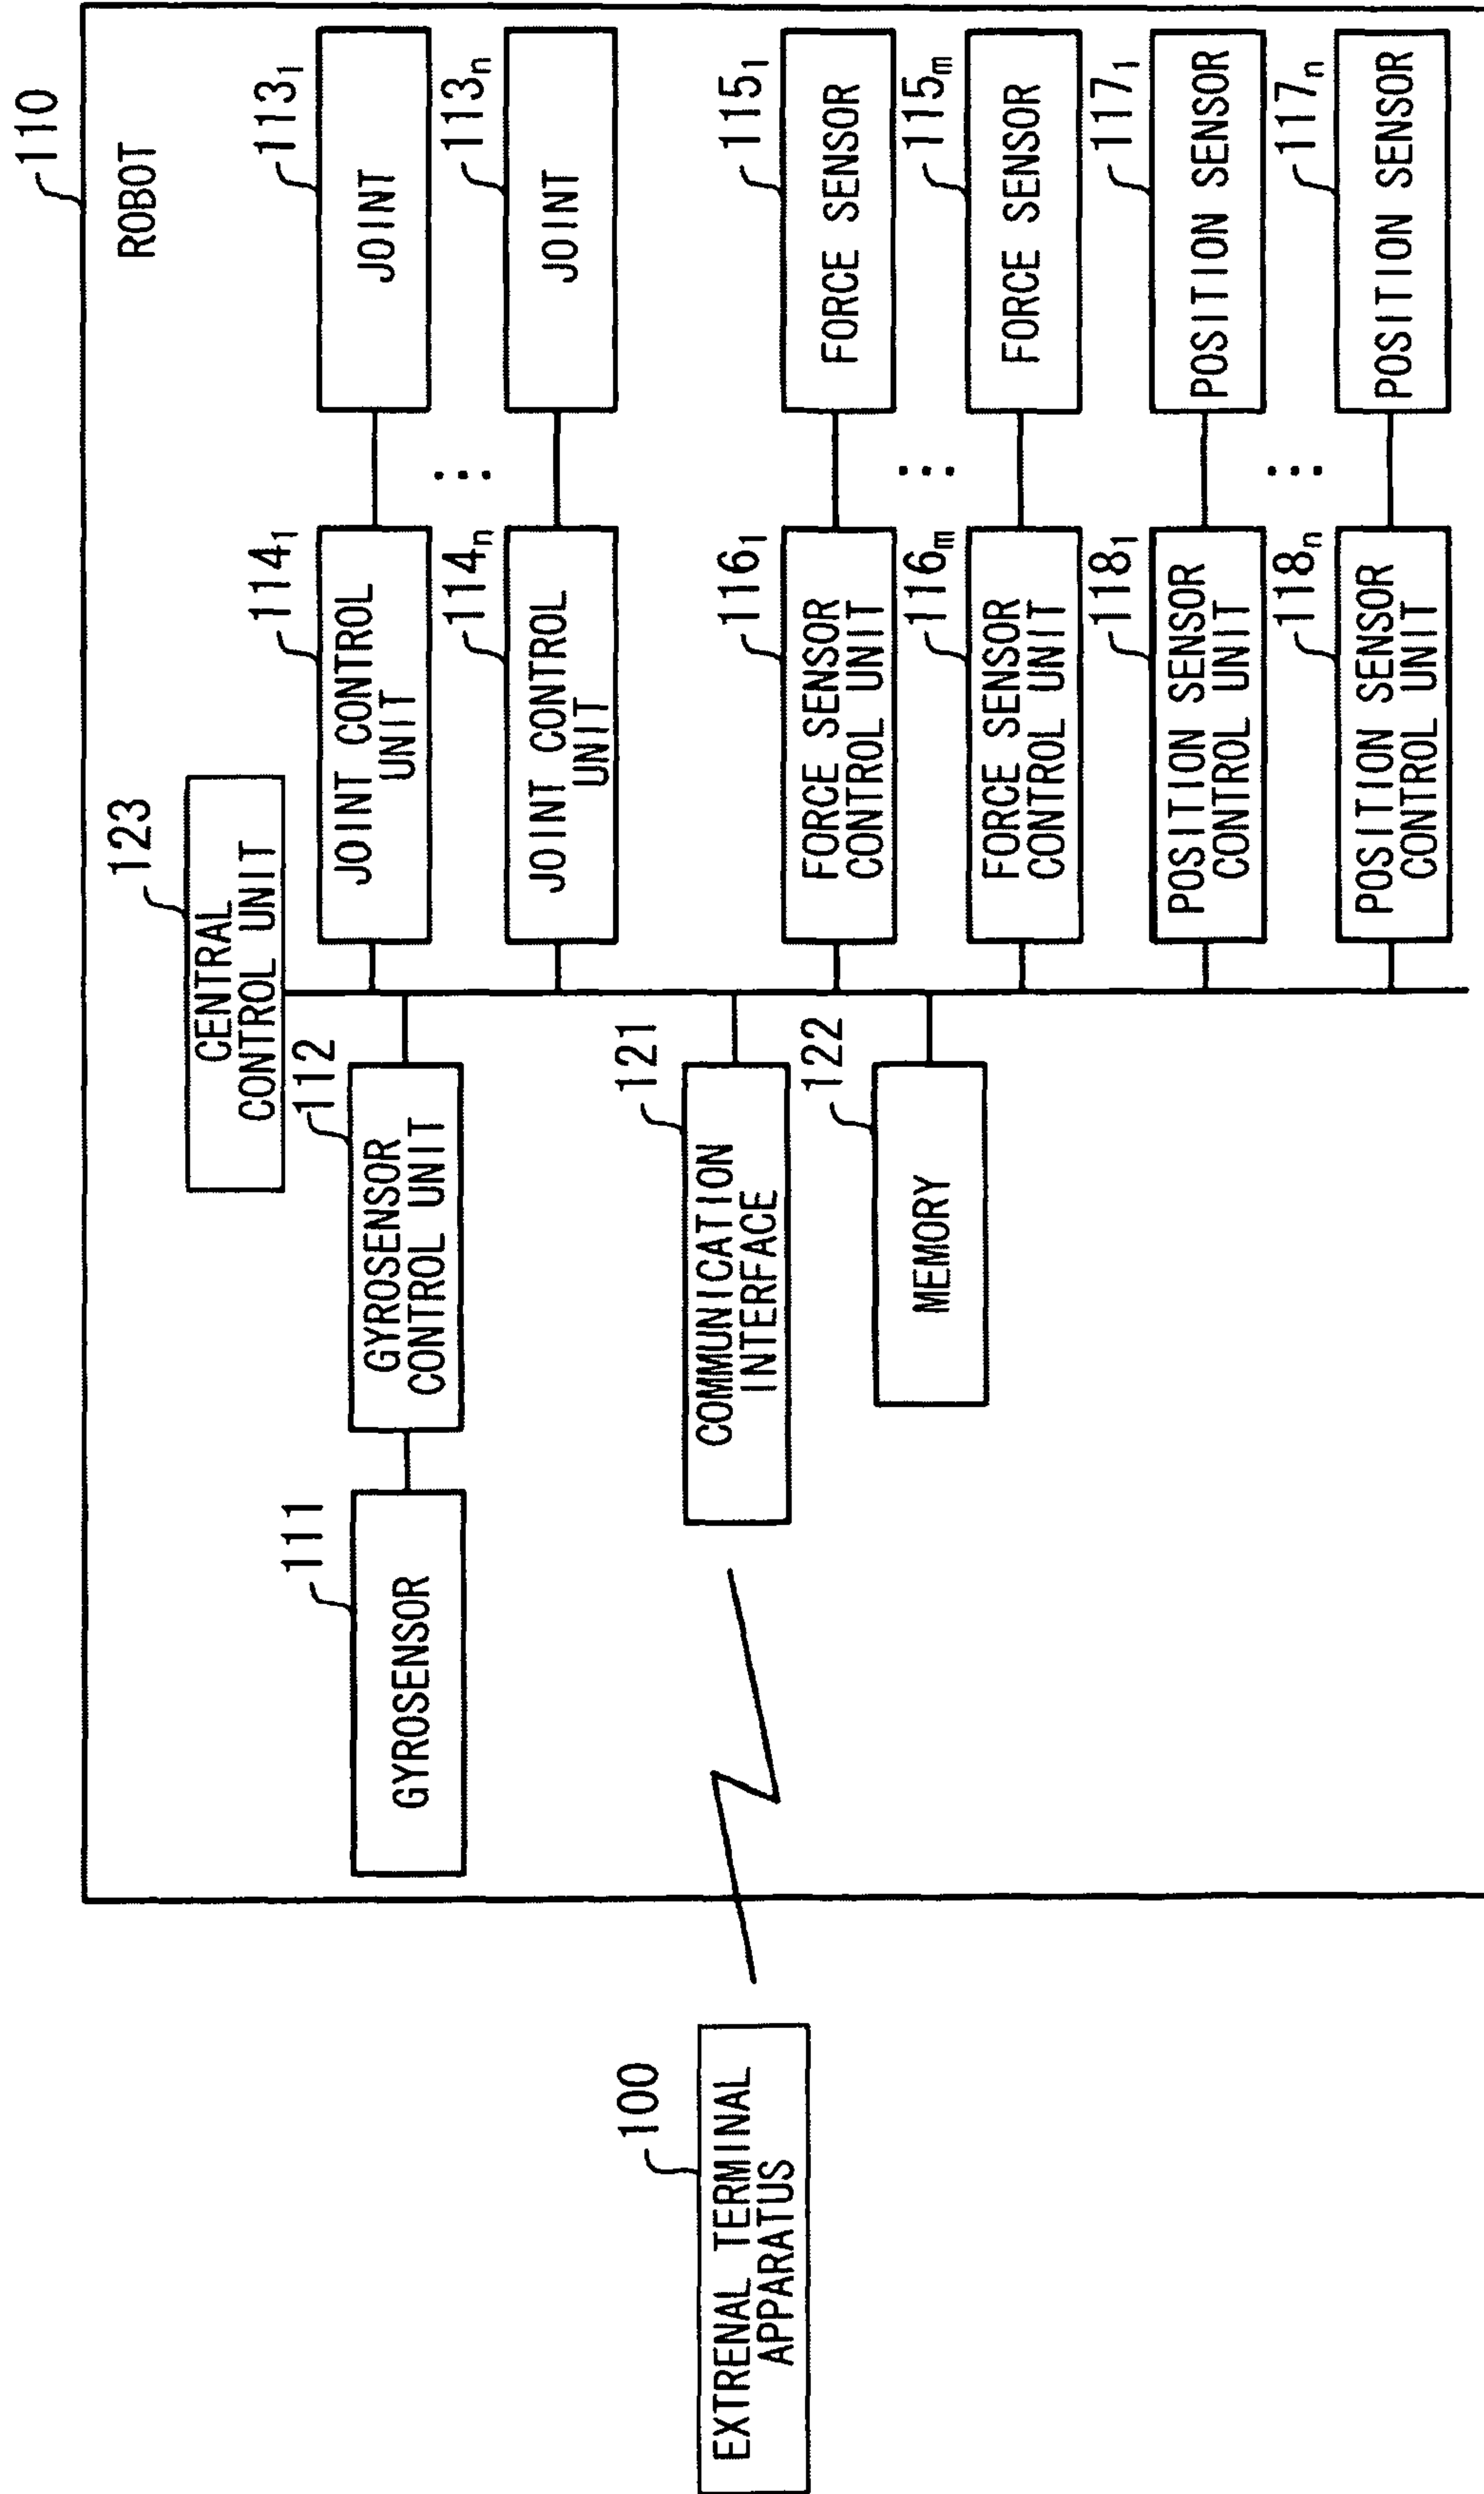 110
ROBOT
123
CENTRAL
CONTROL UNIT
111
GYROSENSOR
112
GYROSENSOR
CONTROL UNIT
114₁
JOINT CONTROL
UNIT
113₁
JOINT
114ₙ
JOINT CONTROL
UNIT
113ₙ
JOINT
⋮
100
EXTRENAL TERMINAL
APPARATUS
121
COMMUNICATION
INTERFACE
122
MEMORY
116₁
FORCE SENSOR
CONTROL UNIT
115₁
FORCE SENSOR
⋮
116ₘ
FORCE SENSOR
CONTROL UNIT
115ₘ
FORCE SENSOR
118₁
POSITION SENSOR
CONTROL UNIT
117₁
POSITION SENSOR
⋮
118ₙ
POSITION SENSOR
CONTROL UNIT
117ₙ
POSITION SENSOR